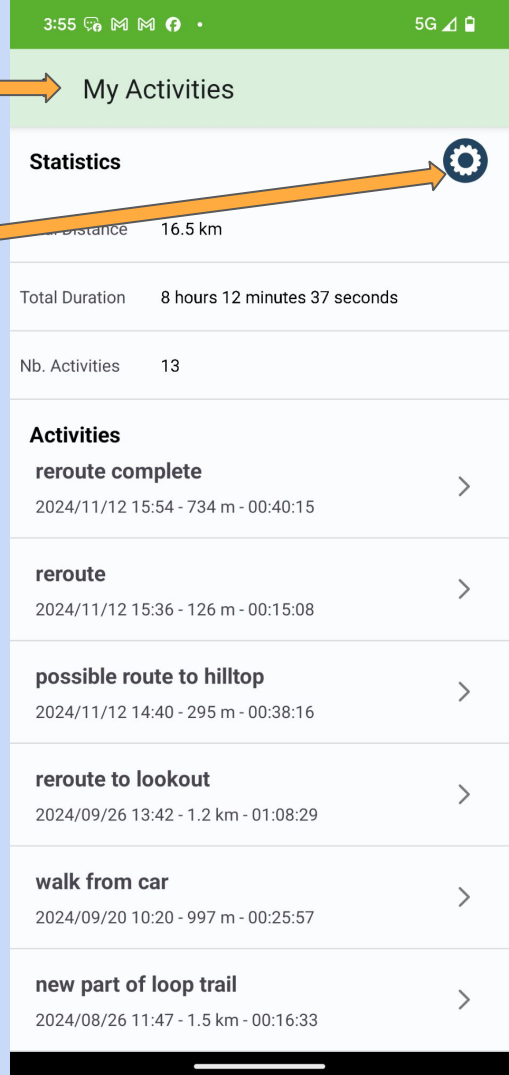 3:55
5G
My Activities
Statistics
Distance 16.5 km
Total Duration 8 hours 12 minutes 37 seconds
Nb. Activities 13
Activities
reroute complete
2024/11/12 15:54 - 734 m - 00:40:15
reroute
2024/11/12 15:36 - 126 m - 00:15:08
possible route to hilltop
2024/11/12 14:40 - 295 m - 00:38:16
reroute to lookout
2024/09/26 13:42 - 1.2 km - 01:08:29
walk from car
2024/09/20 10:20 - 997 m - 00:25:57
new part of loop trail
2024/08/26 11:47 - 1.5 km - 00:16:33